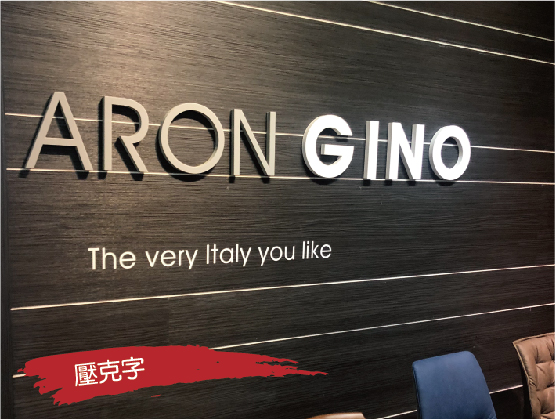 ARON GINO
The very Italy you like
壓克字